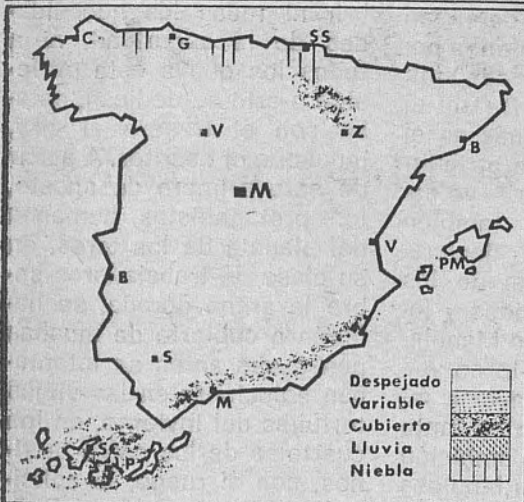 C G SS
V Z B
M
V
PM
B
S
M
Sc
P
Despejado
Variable
Cubierto
Lluvia
Niebla